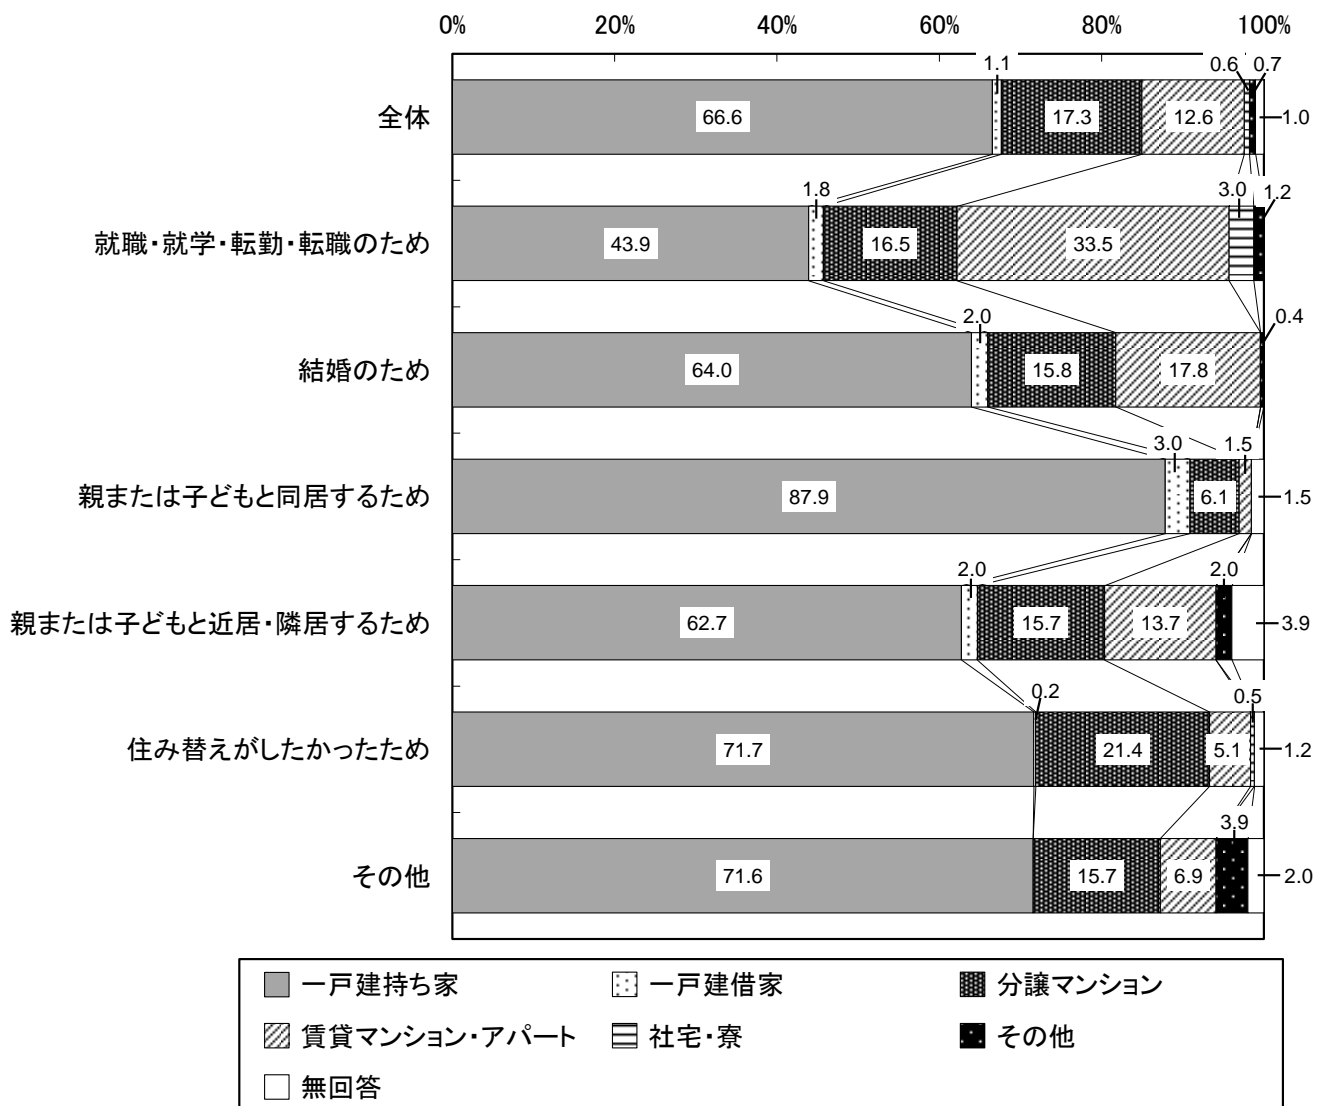 0% 20% 40% 60% 80% 100%
1.1 0.6 0.7
全体 66.6 17.3 12.6 1.0
1.8 3.0 1.2
就職・就学・転勤・転職のため 43.9 16.5 33.5
2.0 0.4
結婚のため 64.0 15.8 17.8
3.0 1.5
親または子どもと同居するため 87.9 6.1 1.5
2.0 2.0
親または子どもと近居・隣居するため 62.7 15.7 13.7 3.9
0.2 0.5
住み替えがしたかったため 71.7 21.4 5.1 1.2
3.9
その他 71.6 15.7 6.9 2.0
一戸建持ち家 一戸建借家 分譲マンション
賃貸マンション・アパート 社宅・寮 その他
無回答